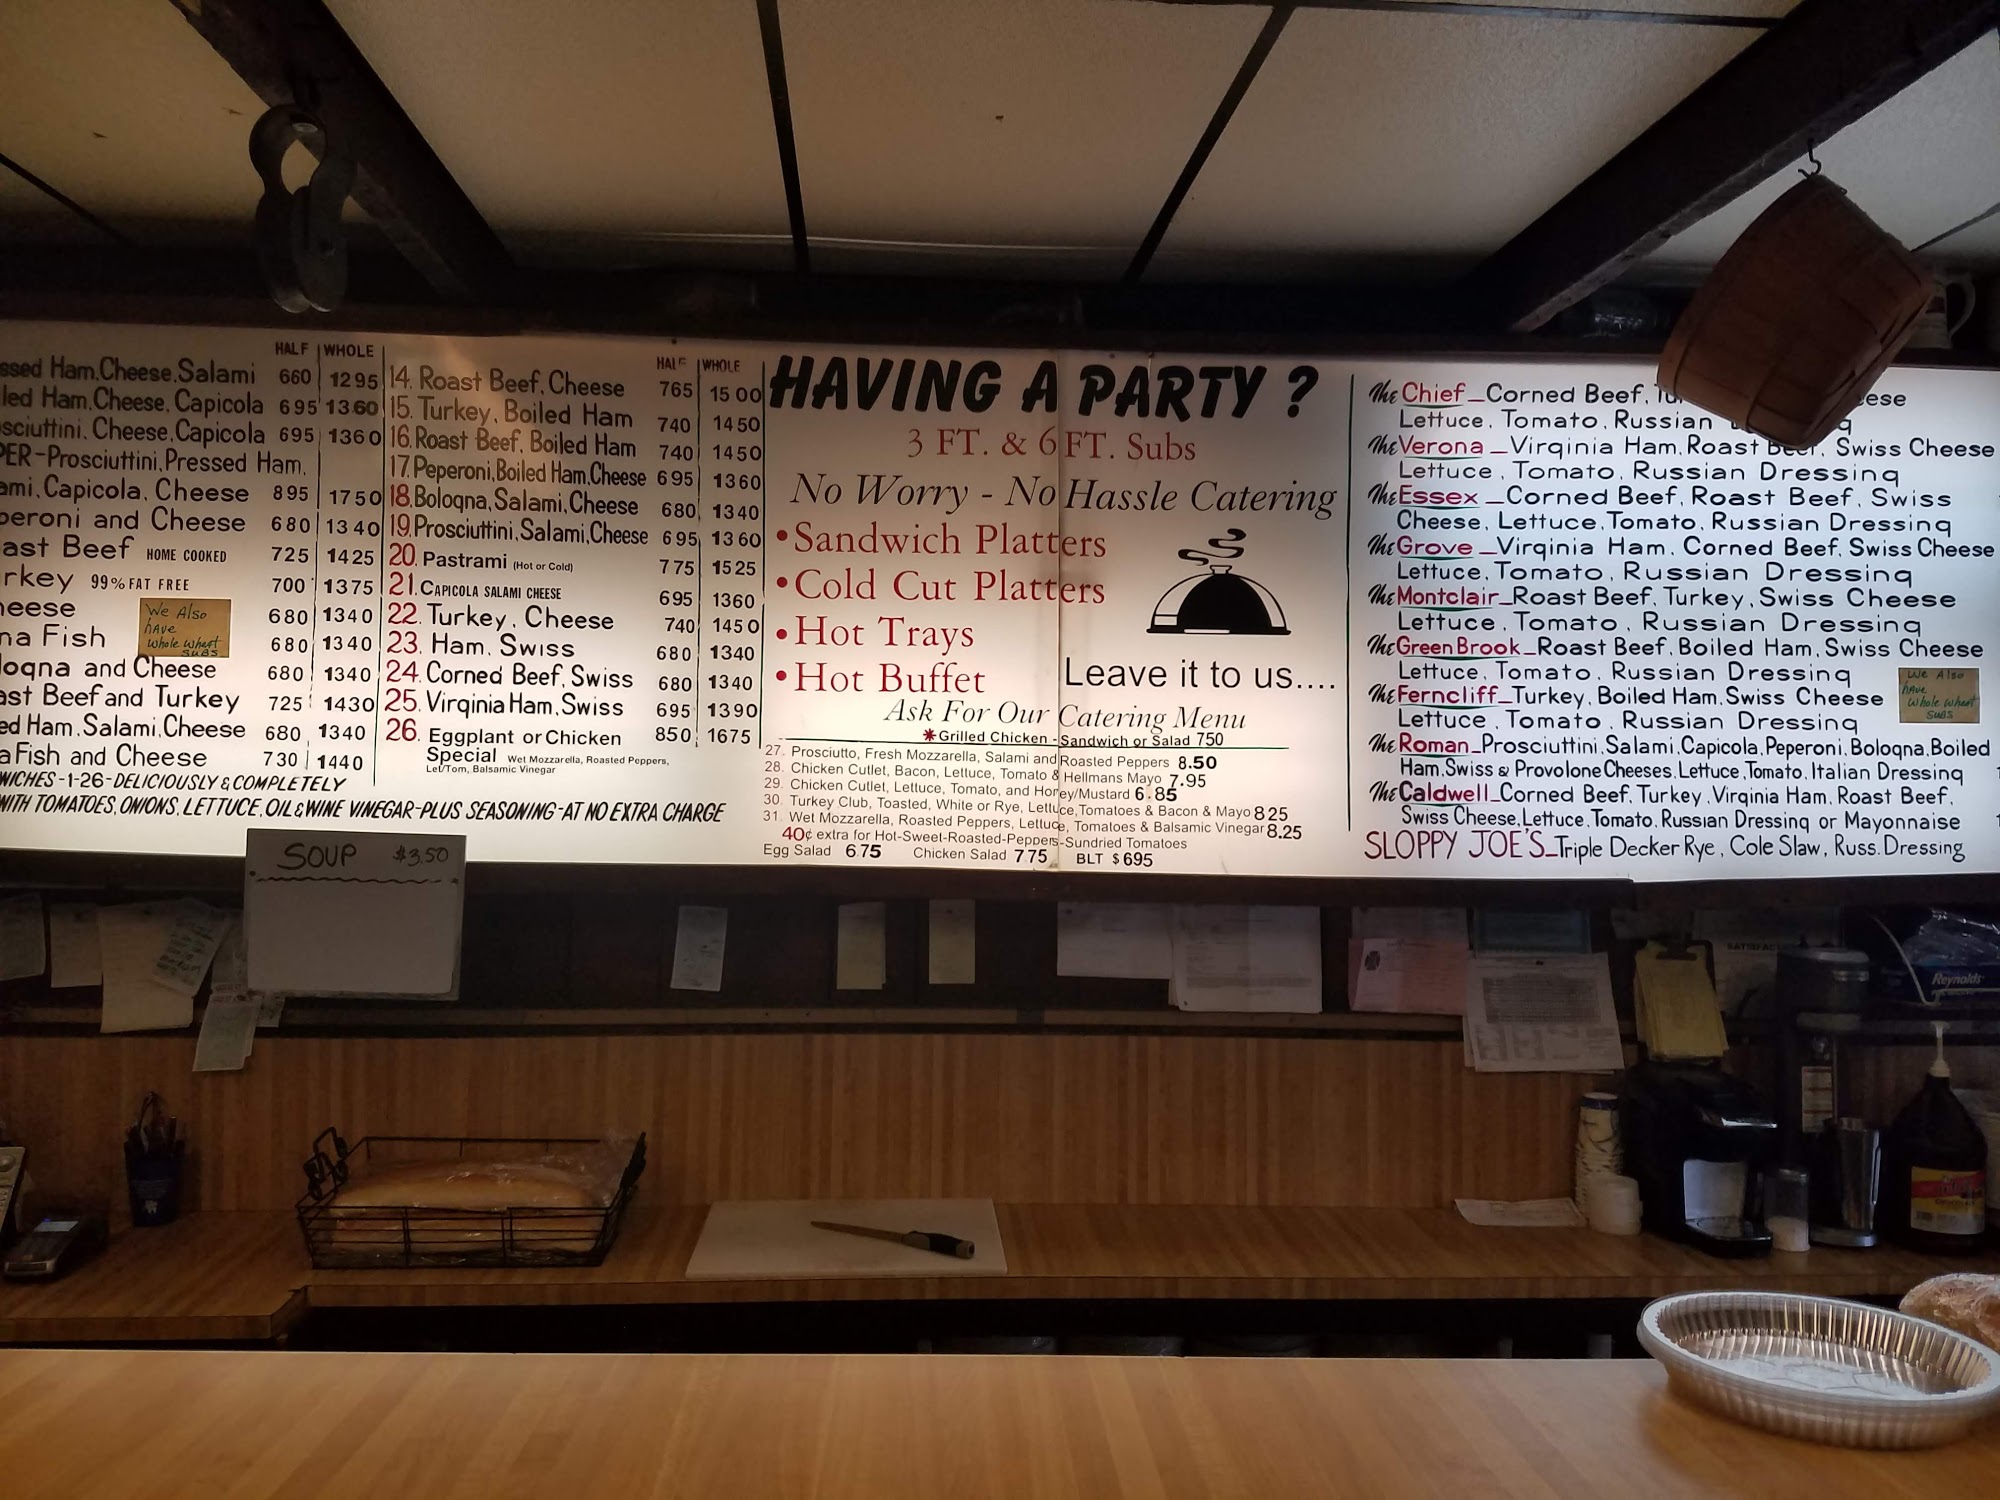 HALF WHOLE
Ham, Cheese, Salami 660 1295
Ham, Cheese, Capicola 695 1360
Cheese, Capicola 695 1360
Prosciuttini, Pressed Ham,
Capicola, Cheese 895 1750
and Cheese 680 1340
Beef HOME COOKED 725 1425
99% FAT FREE 700 1375
680 1340
Fish 680 1340
and Cheese 680 1340
Beef and Turkey 725 1430
Ham, Salami, Cheese 680 1340
Fish and Cheese 730 1440
-1-26-DELICIOUSLY & COMPLETELY
WITH TOMATOES, ONIONS, LETTUCE, OIL & WINE VINEGAR-PLUS SEASONING-AT NO EXTRA CHARGE
We Also
hAve
whole wheat
SUBS
HALF WHOLE
14. Roast Beef, Cheese 765 1500
15. Turkey, Boiled Ham 740 1450
16. Roast Beef, Boiled Ham 740 1450
17. Peperoni, Boiled Ham, Cheese 695 1360
18. Bologna, Salami, Cheese 680 1340
19. Prosciuttini, Salami, Cheese 695 1360
20. Pastrami (Hot or Cold) 775 1525
21. CAPICOLA SALAMI CHEESE 695 1360
22. Turkey, Cheese 740 1450
23. Ham, Swiss 680 1340
24. Corned Beef, Swiss 680 1340
25. Virginia Ham, Swiss 695 1390
26. Eggplant or Chicken 850 1675
Special Wet Mozzarella, Roasted Peppers,
Let/Tom, Balsamic Vinegar
HAVING A PARTY ?
3 FT. & 6 FT. Subs
No Worry - No Hassle Catering
•Sandwich Platters
•Cold Cut Platters
•Hot Trays
•Hot Buffet
Leave it to us....
Ask For Our Catering Menu
*Grilled Chicken - Sandwich or Salad 750
27. Prosciutto, Fresh Mozzarella, Salami and Roasted Peppers 8.50
28. Chicken Cutlet, Bacon, Lettuce, Tomato & Hellmans Mayo 7.95
29. Chicken Cutlet, Lettuce, Tomato, and Honey/Mustard 6.85
30. Turkey Club, Toasted, White or Rye, Lettuce, Tomatoes & Bacon & Mayo 825
31. Wet Mozzarella, Roasted Peppers, Lettuce, Tomatoes & Balsamic Vinegar 8.25
40¢ extra for Hot-Sweet-Roasted-Peppers-Sundried Tomatoes
Egg Salad 675 Chicken Salad 775 BLT $695
The Chief - Corned Beef,
Lettuce, Tomato, Russian
The Verona - Virginia Ham, Roast Beef, Swiss Cheese
Lettuce, Tomato, Russian Dressing
The Essex - Corned Beef, Roast Beef, Swiss
Cheese, Lettuce, Tomato, Russian Dressing
The Grove - Virginia Ham, Corned Beef, Swiss Cheese
Lettuce, Tomato, Russian Dressing
The Montclair - Roast Beef, Turkey, Swiss Cheese
Lettuce, Tomato, Russian Dressing
The Green Brook - Roast Beef, Boiled Ham, Swiss Cheese
Lettuce, Tomato, Russian Dressing
The Ferncliff - Turkey, Boiled Ham, Swiss Cheese
Lettuce, Tomato, Russian Dressing
The Roman - Prosciuttini, Salami, Capicola, Peperoni, Bologna, Boiled
Ham, Swiss & Provolone Cheeses, Lettuce, Tomato, Italian Dressing
The Caldwell - Corned Beef, Turkey, Virginia Ham, Roast Beef,
Swiss Cheese, Lettuce, Tomato, Russian Dressing or Mayonnaise
SLOPPY JOE'S - Triple Decker Rye, Cole Slaw, Russ. Dressing
We Also
hAve
whole wheat
SUBS
SOUP $3.50
Reynolds